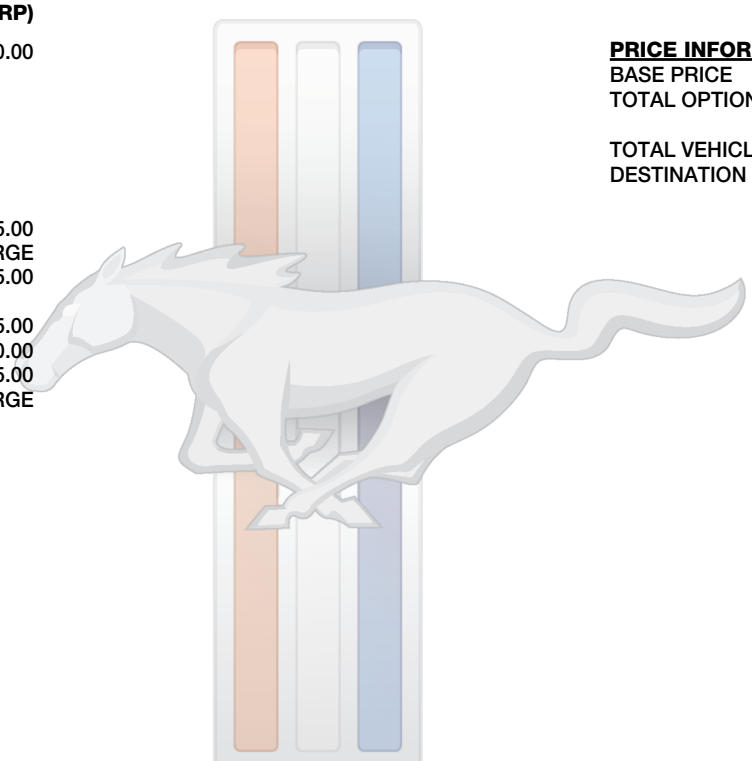 RP)
0.00
5.00
RGE
5.00
5.00
0.00
5.00
RGE
PRICE INFOR
BASE PRICE
TOTAL OPTION
TOTAL VEHICL
DESTINATION